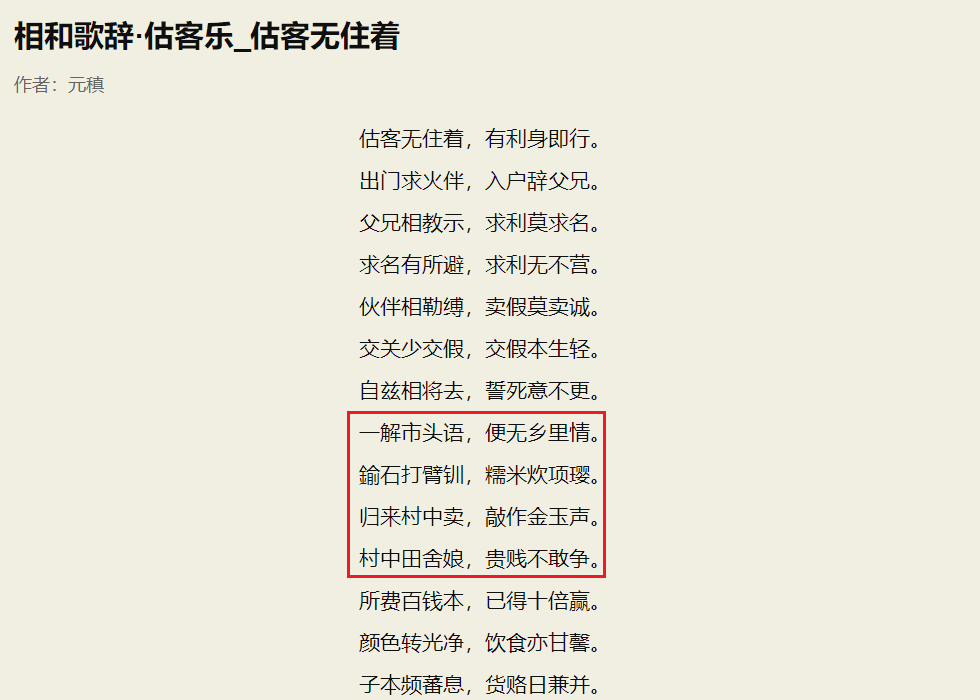 相和歌辞·估客乐_估客无住着
作者：元稹
估客无住着，有利身即行。
出门求火伴，入户辞父兄。
父兄相教示，求利莫求名。
求名有所避，求利无不营。
伙伴相勒缚，卖假莫卖诚。
交关少交假，交假本生轻。
自兹相将去，誓死意不更。
一解市头语，便无乡里情。
鍮石打臂钏，糯米炊项璎。
归来村中卖，敲作金玉声。
村中田舍娘，贵贱不敢争。
所费百钱本，已得十倍赢。
颜色转光净，饮食亦甘馨。
子本频蕃息，货赂日兼并。